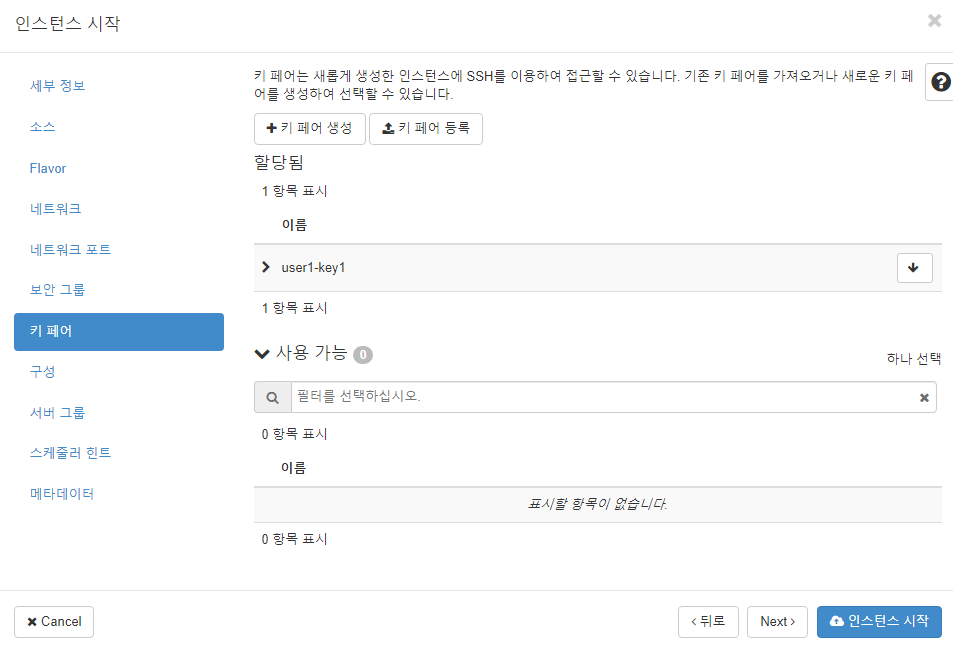 인스턴스 시작
세부 정보
소스
Flavor
네트워크
네트워크 포트
보안 그룹
키 페어
구성
서버 그룹
스케줄러 힌트
메타데이터
키 페어는 새롭게 생성한 인스턴스에 SSH를 이용하여 접근할 수 있습니다. 기존 키 페어를 가져오거나 새로운 키 페
어를 생성하여 선택할 수 있습니다.
키 페어 생성 키 페어 등록
할당됨
1 항목 표시
이름
user1-key1
1 항목 표시
사용 가능 0 하나 선택
필터를 선택하십시오.
0 항목 표시
이름
표시할 항목이 없습니다.
0 항목 표시
Cancel ‹ 뒤로 Next › 인스턴스 시작